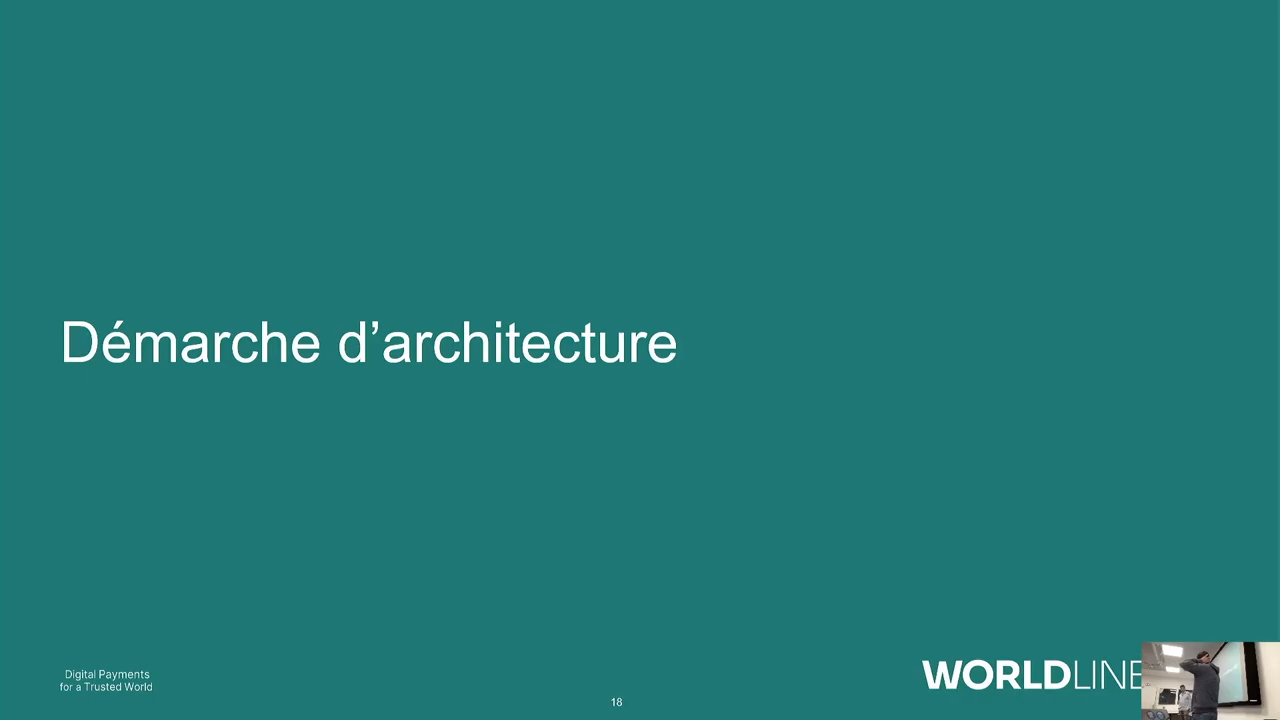 Démarche d’architecture
Digital Payments
for a Trusted World
18
WORLDLINE